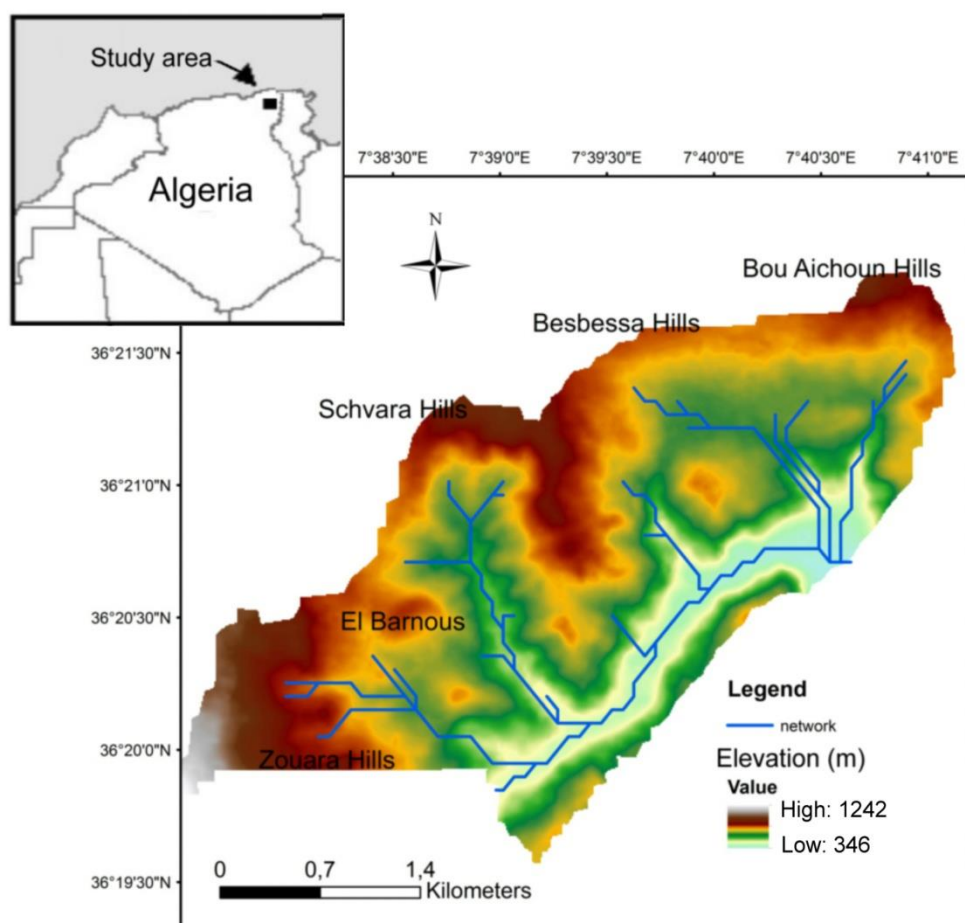 Study area
Algeria
7°38'30"E 7°39'0"E 7°39'30"E 7°40'0"E 7°40'30"E 7°41'0"E
N
Bou Aichoun Hills
Besbessa Hills
36°21'30"N
Schvara Hills
36°21'0"N
36°20'30"N
El Barnous
Legend
network
36°20'0"N
Zouara Hills
Elevation (m)
Value
High: 1242
Low: 346
0 0,7 1,4
Kilometers
36°19'30"N